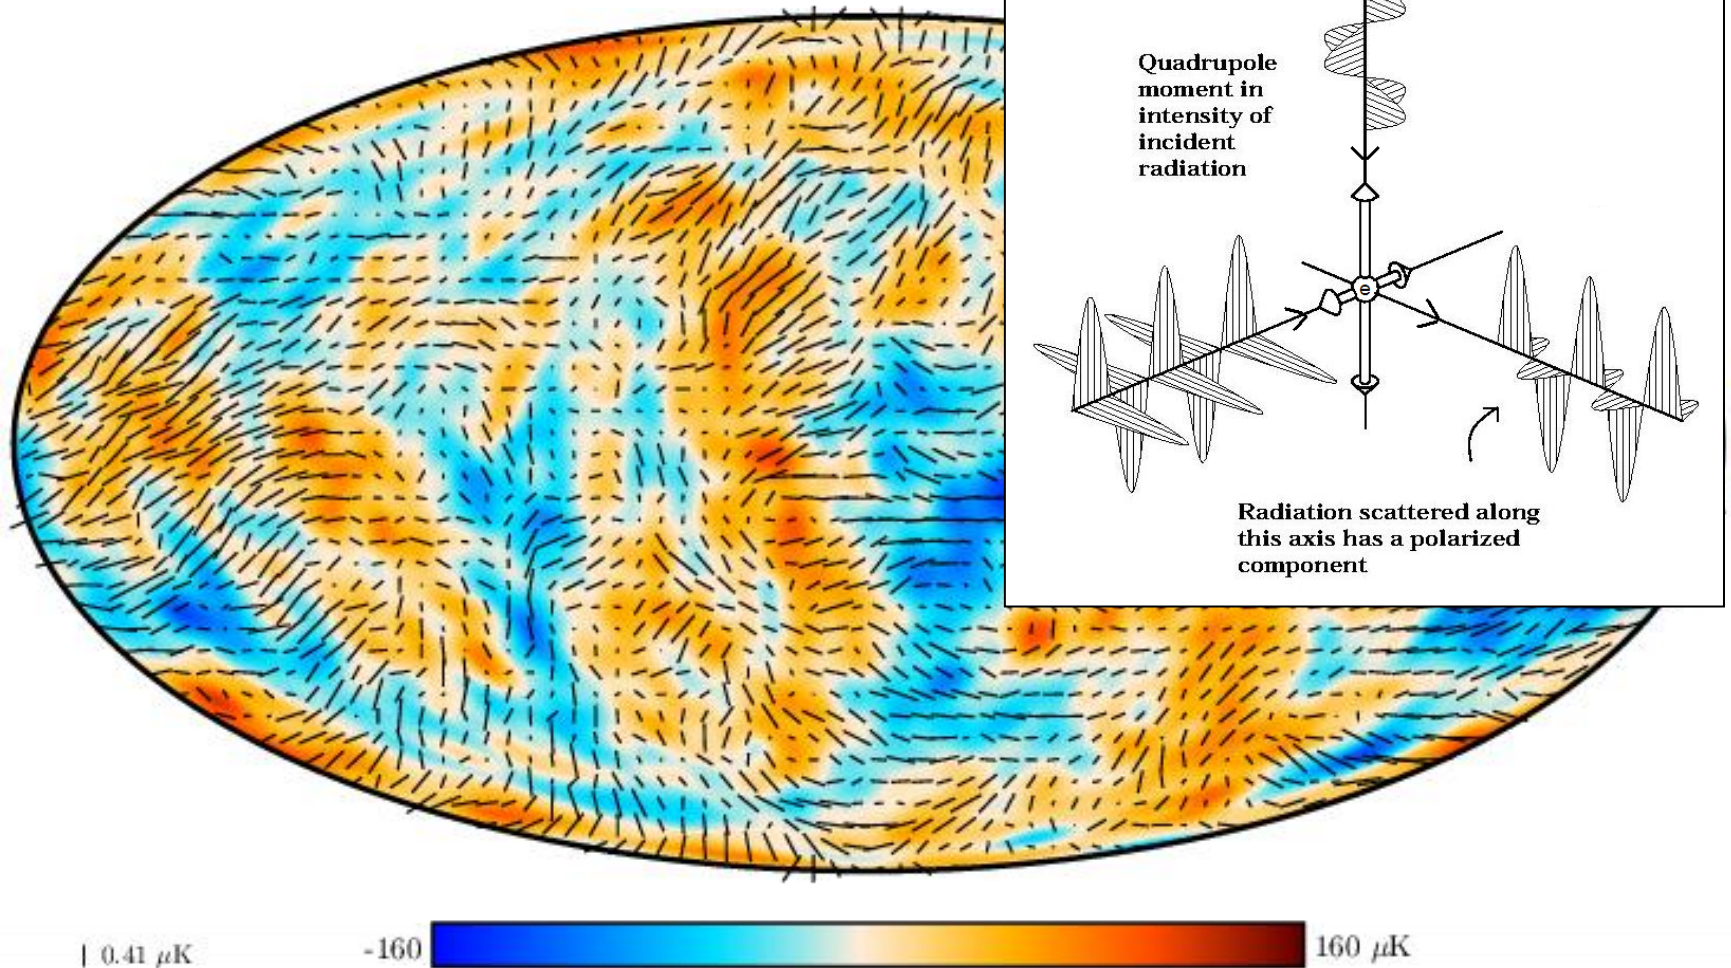 Quadrupole
moment in
intensity of
incident
radiation
e
Radiation scattered along
this axis has a polarized
component
| 0.41 μK
-160
160 μK